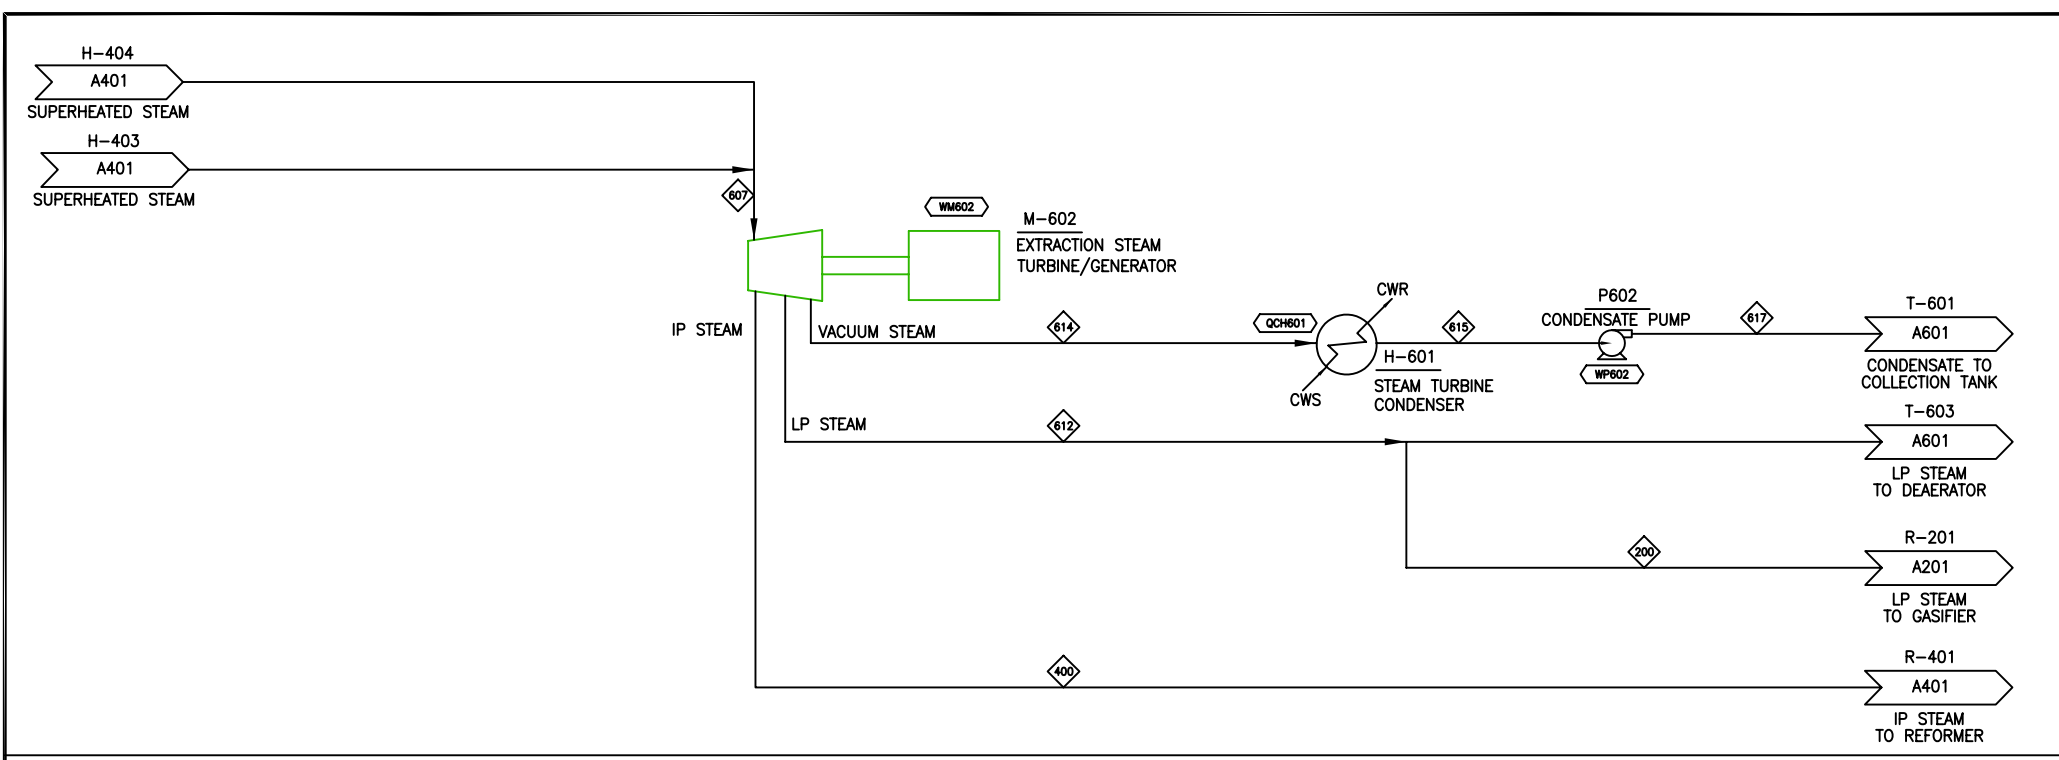 H-404
A401
SUPERHEATED STEAM
H-403
A401
SUPERHEATED STEAM
607
WM602
M-602
EXTRACTION STEAM
TURBINE/GENERATOR
IP STEAM
VACUUM STEAM
614
QCH601
CWR
CWS
H-601
STEAM TURBINE
CONDENSER
615
P602
CONDENSATE PUMP
WP602
617
T-601
A601
CONDENSATE TO
COLLECTION TANK
LP STEAM
612
T-603
A601
LP STEAM
TO DEAERATOR
200
R-201
A201
LP STEAM
TO GASIFIER
400
R-401
A401
IP STEAM
TO REFORMER